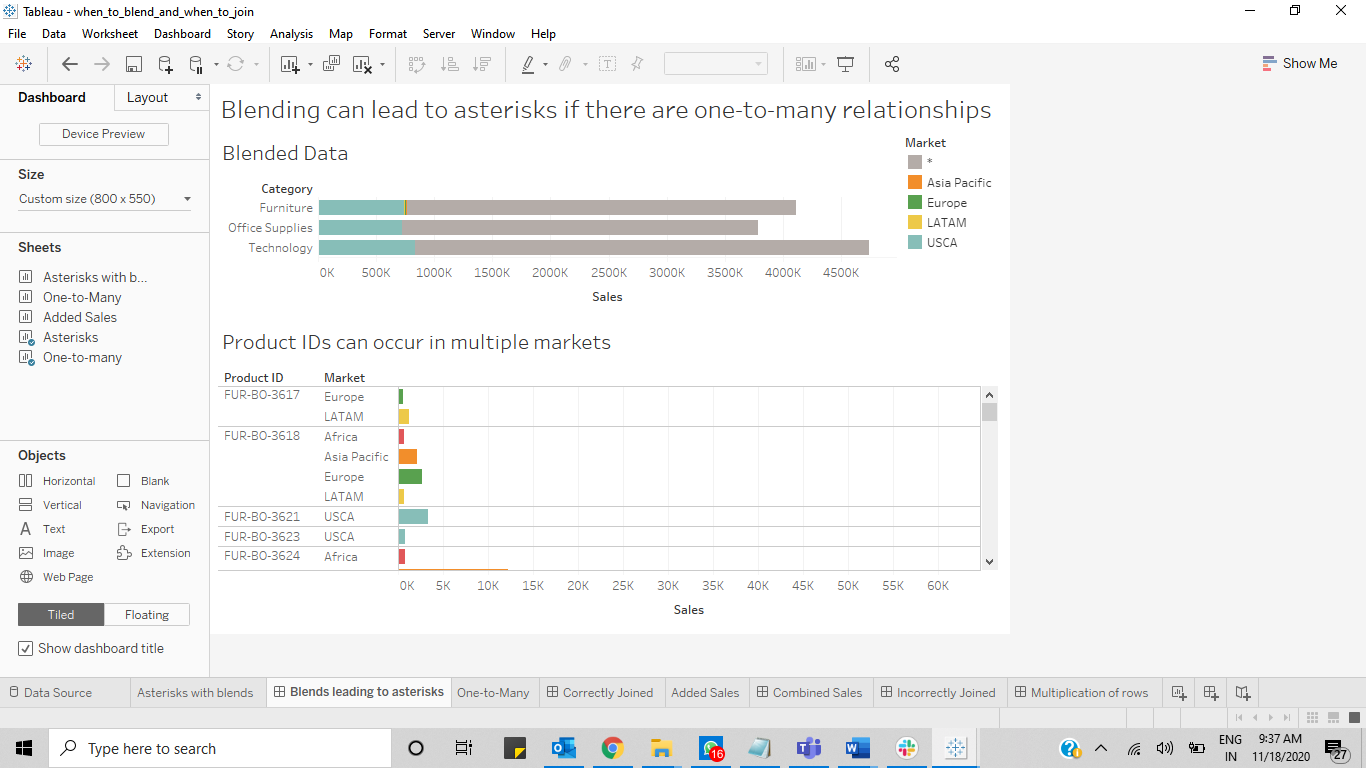 Tableau - when_to_blend_and_when_to_join
File Data Worksheet Dashboard Story Analysis Map Format Server Window Help
Show Me
Dashboard Layout
Device Preview
Size
Custom size (800 x 550)
Sheets
Asterisks with b...
One-to-Many
Added Sales
Asterisks
One-to-many
Objects
Horizontal Blank
Vertical Navigation
Text Export
Image Extension
Web Page
Tiled Floating
Show dashboard title
Blending can lead to asterisks if there are one-to-many relationships
Blended Data
Category
Furniture
Office Supplies
Technology
0K 500K 1000K 1500K 2000K 2500K 3000K 3500K 4000K 4500K
Sales
Market
*
Asia Pacific
Europe
LATAM
USCA
Product IDs can occur in multiple markets
Product ID Market
FUR-BO-3617 Europe
LATAM
FUR-BO-3618 Africa
Asia Pacific
Europe
LATAM
FUR-BO-3621 USCA
FUR-BO-3623 USCA
FUR-BO-3624 Africa
0K 5K 10K 15K 20K 25K 30K 35K 40K 45K 50K 55K 60K
Sales
Data Source Asterisks with blends Blends leading to asterisks One-to-Many Correctly Joined Added Sales Combined Sales Incorrectly Joined Multiplication of rows
Type here to search
16
ENG
IN
9:37 AM
11/18/2020
27